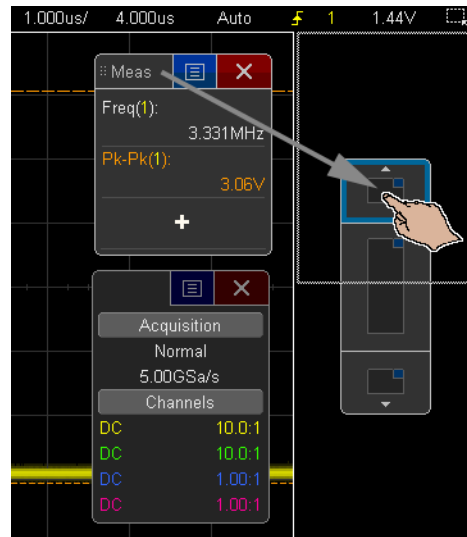 1.000us/ 4.000us Auto 1 1.44V
Meas
Freq(1):
3.331MHz
Pk-Pk(1):
3.06V
+
Acquisition
Normal
5.00GSa/s
Channels
DC 10.0:1
DC 10.0:1
DC 1.00:1
DC 1.00:1